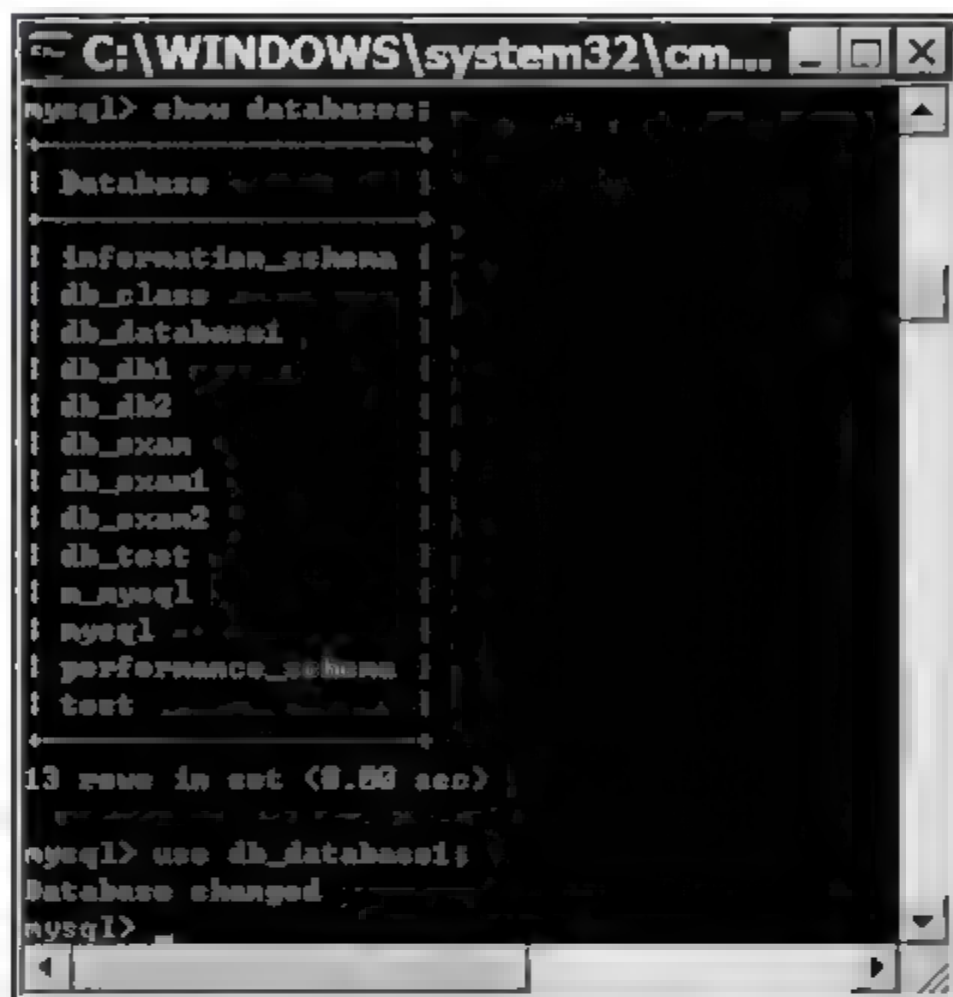 C:\WINDOWS\system32\cm...
mysql> show databases;
+--------------------+
| Database |
+--------------------+
| information_schema |
| db_class |
| db_database1 |
| db_db1 |
| db_db2 |
| db_exam |
| db_exam1 |
| db_exam2 |
| db_test |
| m_mysql |
| mysql |
| performance_schema |
| test |
+--------------------+
13 rows in set (0.00 sec)
mysql> use db_database1;
Database changed
mysql> _